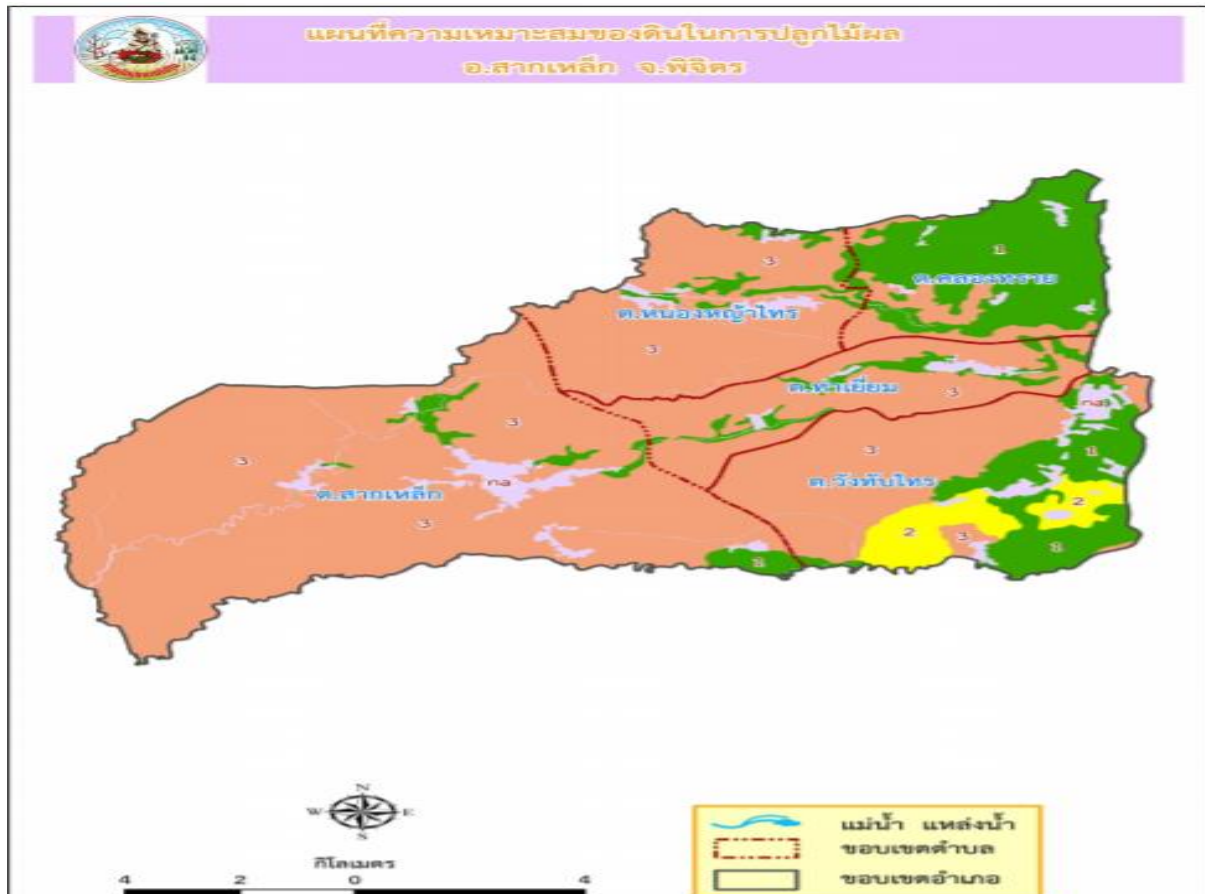 แผนที่ความเหมาะสมของดินในการปลูกไม้ผล
อ.สากเหล็ก จ.พิจิตร
1
3
ต.คลองทราย
ต.หนองหญ้าไทร
3
ต.ท่าเยี่ยม
3
na
3
3
3
1
ต.วังทับไทร
na
ต.สากเหล็ก
2
3
2
3
1
1
N
W E
S
กิโลเมตร
4 2 0 4
แม่น้ำ แหล่งน้ำ
ขอบเขตตำบล
ขอบเขตอำเภอ